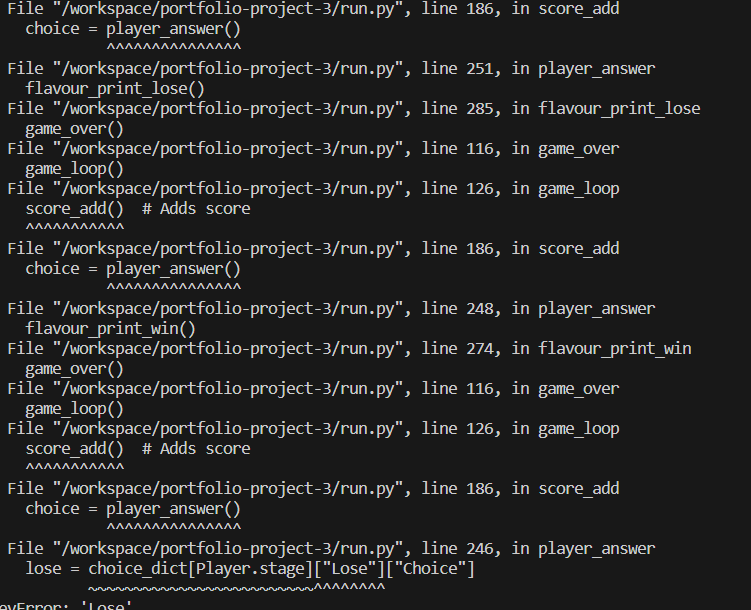 File "/workspace/portfolio-project-3/run.py", line 186, in score_add
choice = player_answer()
^^^^^^^^^^^^^^^
File "/workspace/portfolio-project-3/run.py", line 251, in player_answer
flavour_print_lose()
File "/workspace/portfolio-project-3/run.py", line 285, in flavour_print_lose
game_over()
File "/workspace/portfolio-project-3/run.py", line 116, in game_over
game_loop()
File "/workspace/portfolio-project-3/run.py", line 126, in game_loop
score_add()  # Adds score
^^^^^^^^^^^
File "/workspace/portfolio-project-3/run.py", line 186, in score_add
choice = player_answer()
^^^^^^^^^^^^^^^
File "/workspace/portfolio-project-3/run.py", line 248, in player_answer
flavour_print_win()
File "/workspace/portfolio-project-3/run.py", line 274, in flavour_print_win
game_over()
File "/workspace/portfolio-project-3/run.py", line 116, in game_over
game_loop()
File "/workspace/portfolio-project-3/run.py", line 126, in game_loop
score_add()  # Adds score
^^^^^^^^^^^
File "/workspace/portfolio-project-3/run.py", line 186, in score_add
choice = player_answer()
^^^^^^^^^^^^^^^
File "/workspace/portfolio-project-3/run.py", line 246, in player_answer
lose = choice_dict[Player.stage]["Lose"]["Choice"]
~~~~~~~~~~~~~~~~~~~~~~~~~^^^^^^^^
eyError: 'Lose'